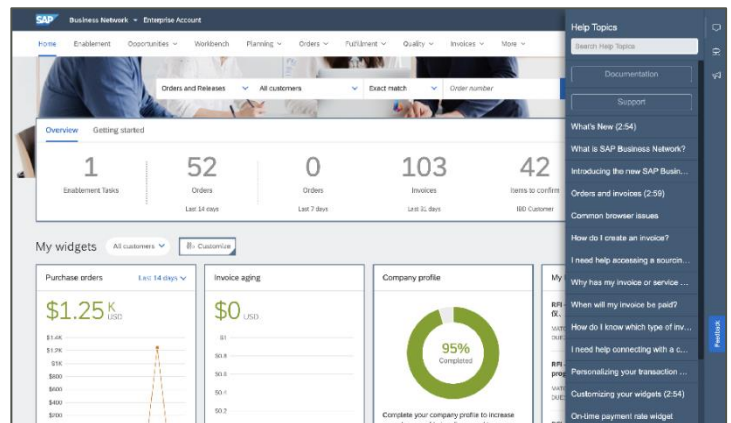 SAP Business Network Enterprise Account
Home Enablement Opportunities Workbench Planning Orders Fulfillment Quality Invoices More
Orders and Releases All customers Exact match Order number
Overview Getting started
1 52 0 103 42
Enablement Tasks Orders Orders Invoices Items to confirm
Last 14 days Last 7 days Last 31 days IBD Customer
My widgets All customers Customize
Purchase orders Last 14 days
$1.25 K
USD
$1.4K
$1.2K
$1K
$800
$600
$400
$200
Invoice aging
$0 USD
$1
$0.8
$0.6
$0.4
$0.2
Company profile
95%
Completed
Complete your company profile to increase
My
RFI
RFI
Help Topics
Search Help Topics
Documentation
Support
What's New (2:54)
What is SAP Business Network?
Introducing the new SAP Busin...
Orders and invoices (2:59)
Common browser issues
How do I create an invoice?
I need help accessing a sourcin...
Why has my invoice or service ...
When will my invoice be paid?
How do I know which type of inv...
I need help connecting with a c...
Personalizing your transaction ...
Customizing your widgets (2:54)
On-time payment rate widget
Feedback